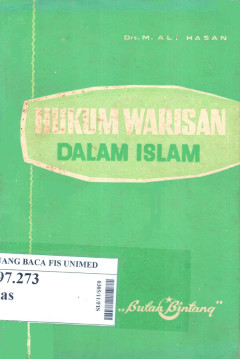 DRS. M. ALI HASAN
HUKUM WARISAN
DALAM ISLAM
UANG BACA FIS UNIMED
97.273
as
„Bulan Bintang"